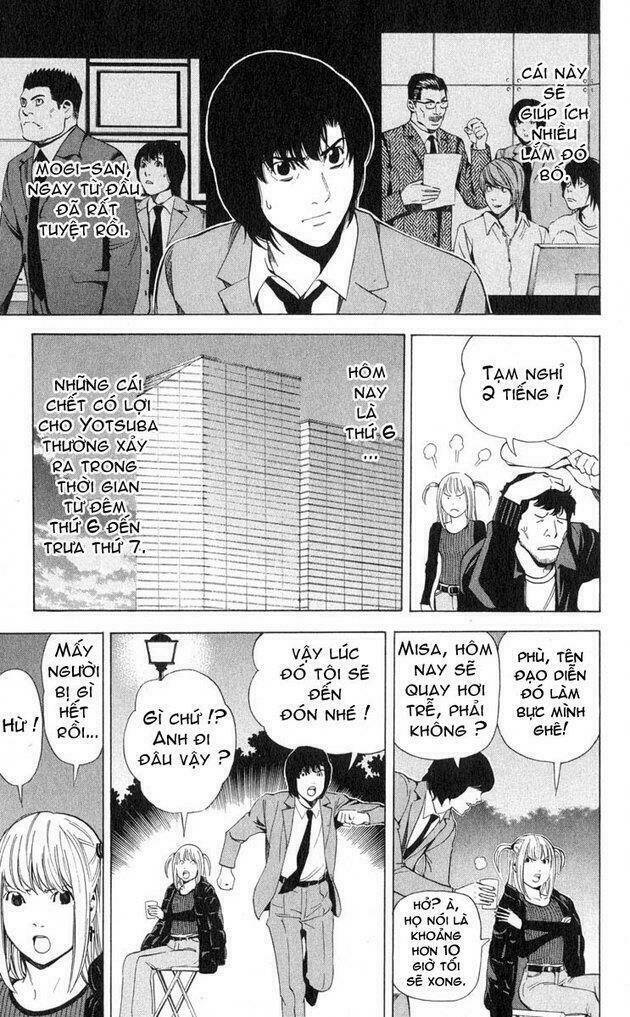 CÁI NÀY
SẼ
GIÚP ÍCH
NHIỀU
LẮM ĐÓ
BỒ.
MOGI-SAN,
NGAY TỪ ĐẦU
ĐÃ RẤT
TUYỆT RỒI.
TẠM NGHỈ
2 TIẾNG !
HÔM
NAY
LÀ
THỨ 6
...
NHỮNG CÁI
CHẾT CÓ LỢI
CHO YOTSUBA
THƯỜNG XẢY
RA TRONG
THỜI GIAN
TỪ ĐÊM
THỨ 6 ĐẾN
TRƯA THỨ 7.
PHÙ, TÊN
ĐẠO DIỄN
ĐÓ LÀM
BỰC MÌNH
GHÊ!
MISA, HÔM
NAY SẼ
QUAY HƠI
TRỄ, PHẢI
KHÔNG ?
HỞ? À,
HỌ NÓI LÀ
KHOẢNG
HƠN 10
GIỜ TỐI
SẼ XONG.
VẬY LÚC
ĐÓ TÔI SẼ
ĐẾN
ĐÓN NHÉ !
GÌ CHỨ !?
ANH ĐI
ĐÂU VẬY ?
MẤY
NGƯỜI
BỊ GÌ
HẾT
RỒI...
HỪ !